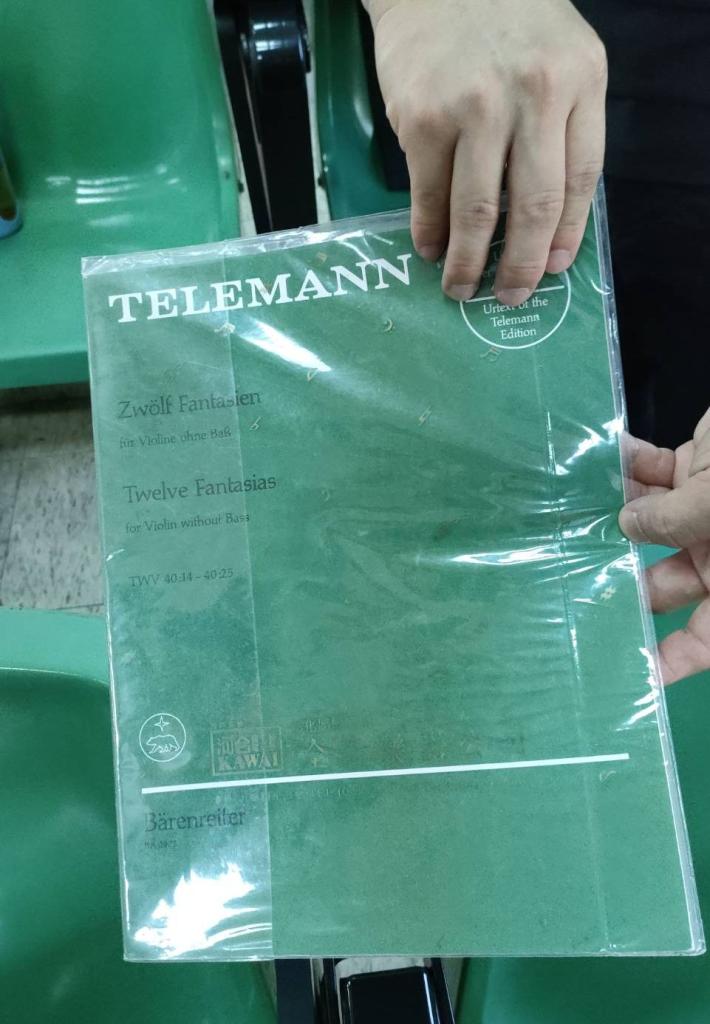 TELEMANN
Urtext of the
Telemann
Edition
Zwölf Fantasien
für Violine ohne Baß
Twelve Fantasias
for Violin without Bass
TWV 40:14 – 40:25
KAWAI
Bärenreiter